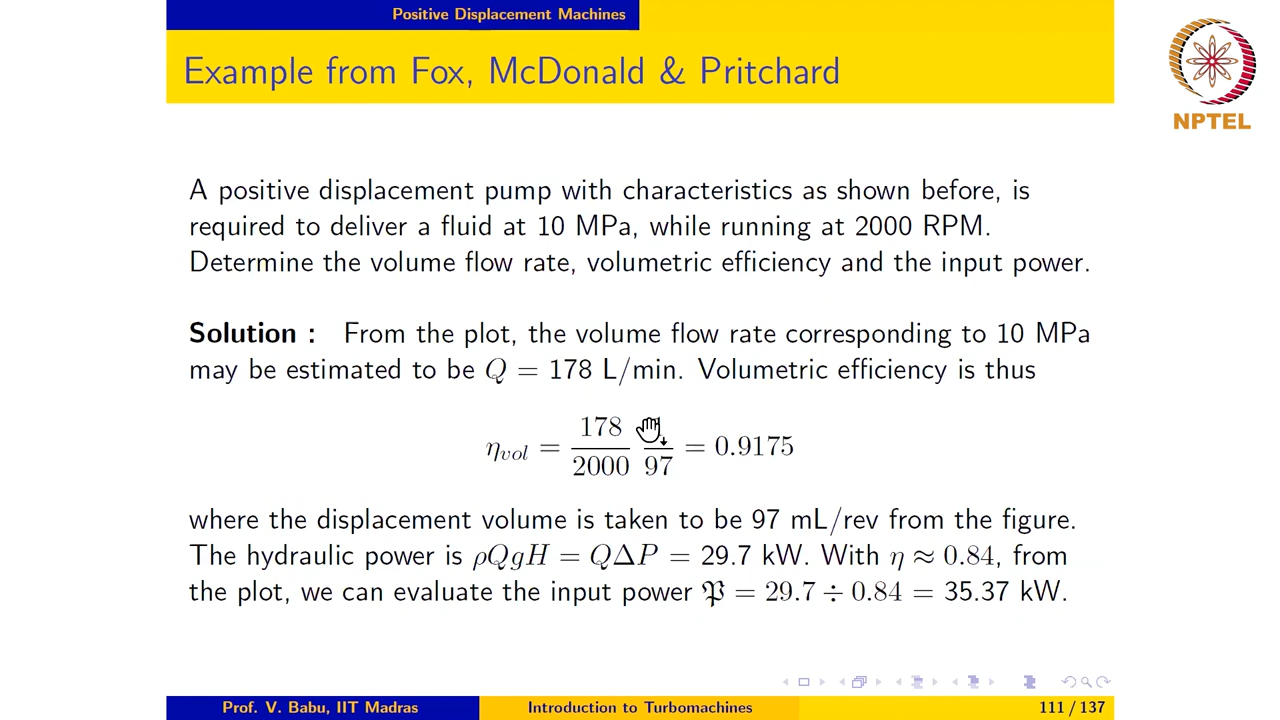 Positive Displacement Machines
Example from Fox, McDonald & Pritchard
NPTEL
A positive displacement pump with characteristics as shown before, is
required to deliver a fluid at 10 MPa, while running at 2000 RPM.
Determine the volume flow rate, volumetric efficiency and the input power.
Solution : From the plot, the volume flow rate corresponding to 10 MPa
may be estimated to be Q = 178 L/min. Volumetric efficiency is thus
η_vol = 178/2000 /97 = 0.9175
where the displacement volume is taken to be 97 mL/rev from the figure.
The hydraulic power is ρQgH = QΔP = 29.7 kW. With η ≈ 0.84, from
the plot, we can evaluate the input power 𝔓 = 29.7 ÷ 0.84 = 35.37 kW.
Prof. V. Babu, IIT Madras Introduction to Turbomachines 111 / 137